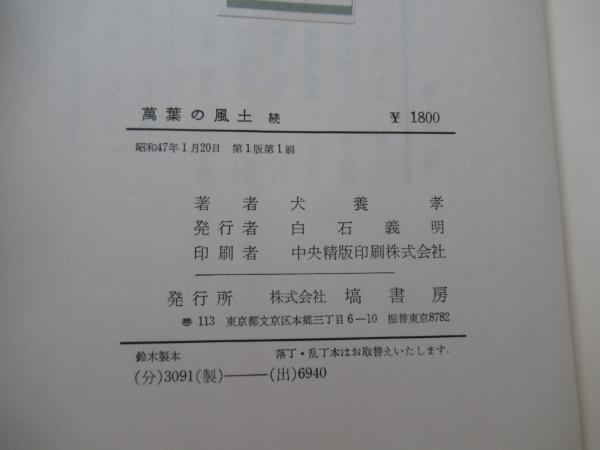 萬葉の風土 続 ¥ 1800
昭和47年1月20日 第1版第1刷
著者 犬養孝
発行者 白石義明
印刷者 中央精版印刷株式会社
発行所 株式会社 塙書房
〠 113 東京都文京区本郷三丁目6―10 振替東京8782
鈴木製本 落丁・乱丁本はお取替えいたします.
(分)3091(製)―――(出)6940